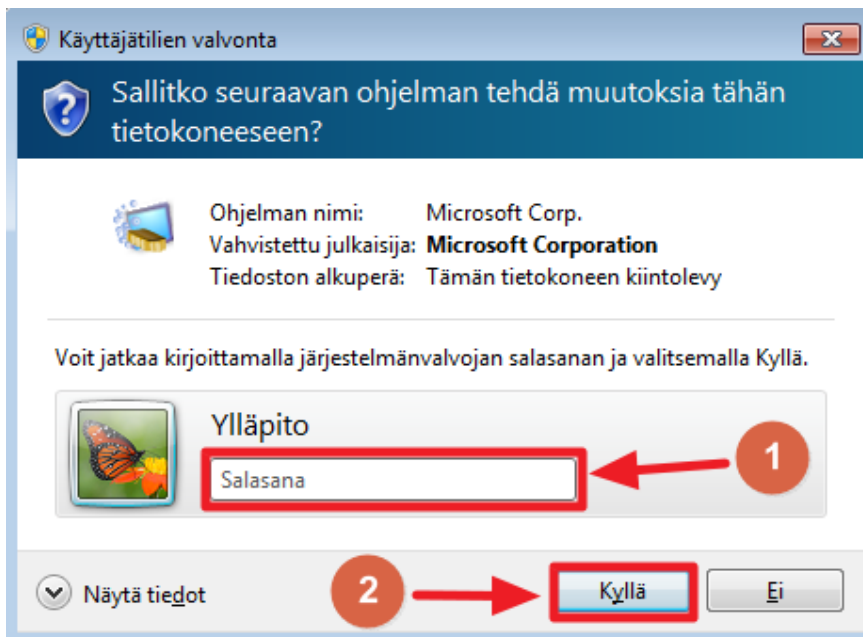 Käyttäjätilien valvonta
Sallitko seuraavan ohjelman tehdä muutoksia tähän
tietokoneeseen?
Ohjelman nimi: Microsoft Corp.
Vahvistettu julkaisija: Microsoft Corporation
Tiedoston alkuperä: Tämän tietokoneen kiintolevy
Voit jatkaa kirjoittamalla järjestelmänvalvojan salasanan ja valitsemalla Kyllä.
Ylläpito
Salasana
1
Näytä tiedot
2
Kyllä
Ei